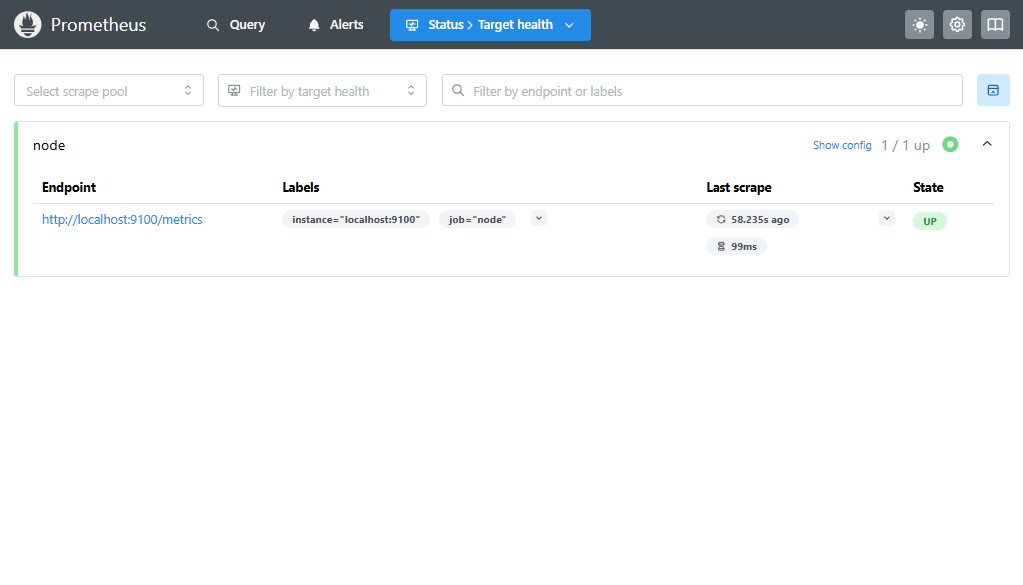 Prometheus Query Alerts Status > Target health
Select scrape pool Filter by target health Filter by endpoint or labels
node Show config 1 / 1 up
Endpoint Labels Last scrape State
http://localhost:9100/metrics instance="localhost:9100" job="node" 58.235s ago UP
99ms